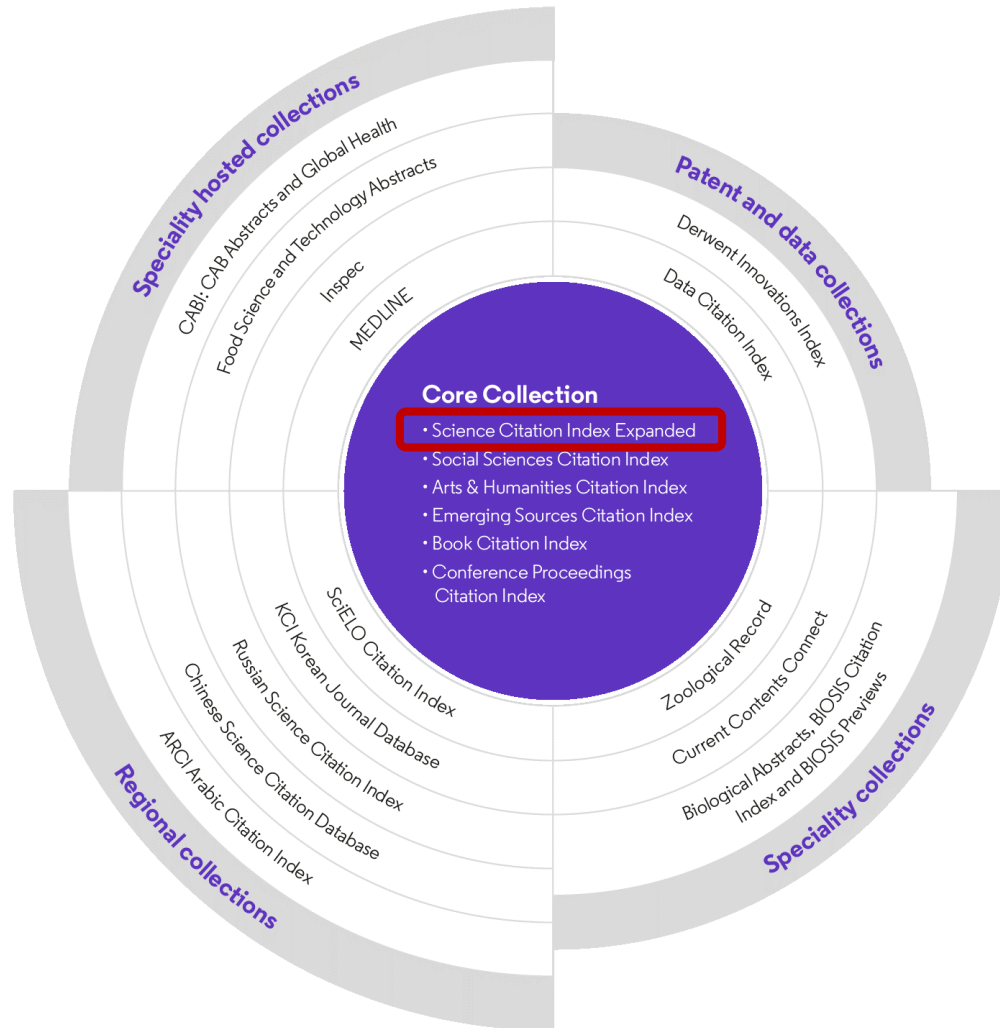 Speciality hosted collections
CABI: CAB Abstracts and Global Health
Food Science and Technology Abstracts
Inspec
MEDLINE
Patent and data collections
Derwent Innovations Index
Data Citation Index
Core Collection
• Science Citation Index Expanded
• Social Sciences Citation Index
• Arts & Humanities Citation Index
• Emerging Sources Citation Index
• Book Citation Index
• Conference Proceedings
Citation Index
SciELO Citation Index
KCI Korean Journal Database
Russian Science Citation Index
Chinese Science Citation Database
ARCI Arabic Citation Index
Regional collections
Zoological Record
Current Contents Connect
Biological Abstracts, BIOSIS Citation
Index and BIOSIS Previews
Speciality collections